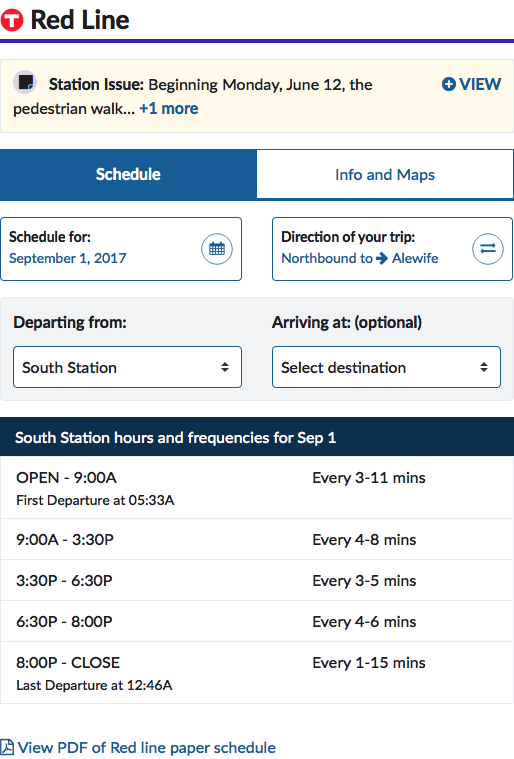 T Red Line
Station Issue: Beginning Monday, June 12, the
pedestrian walk... +1 more
VIEW
Schedule
Info and Maps
Schedule for:
September 1, 2017
Direction of your trip:
Northbound to → Alewife
Departing from:
South Station
Arriving at: (optional)
Select destination
South Station hours and frequencies for Sep 1
OPEN - 9:00A Every 3-11 mins
First Departure at 05:33A
9:00A - 3:30P Every 4-8 mins
3:30P - 6:30P Every 3-5 mins
6:30P - 8:00P Every 4-6 mins
8:00P - CLOSE Every 1-15 mins
Last Departure at 12:46A
View PDF of Red line paper schedule